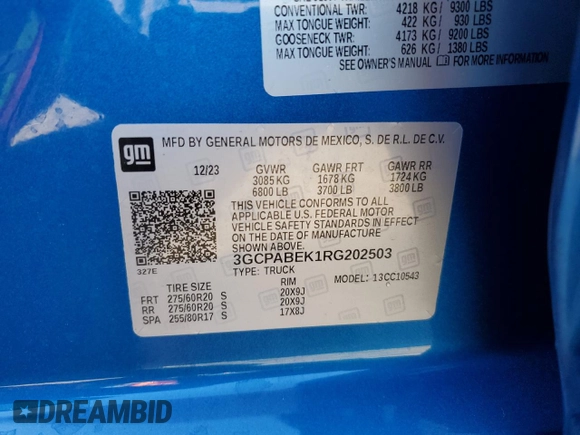 CONVENTIONAL TWR: 4218 KG / 9300 LBS
MAX TONGUE WEIGHT: 422 KG / 930 LBS
GOOSENECK TWR: 4173 KG / 9200 LBS
MAX TONGUE WEIGHT: 626 KG / 1380 LBS
SEE OWNER'S MANUAL FOR MORE INFORMATION
gm
MFD BY GENERAL MOTORS DE MEXICO, S. DE R.L. DE C.V.
12/23 GVWR GAWR FRT GAWR RR
3085 KG 1678 KG 1724 KG
6800 LB 3700 LB 3800 LB
THIS VEHICLE CONFORMS TO ALL
APPLICABLE U.S. FEDERAL MOTOR
VEHICLE SAFETY STANDARDS IN EFFECT
ON THE DATE OF MANUFACTURE SHOWN
ABOVE.
3GCPABEK1RG202503
327E
TYPE: TRUCK
MODEL: 13CC10543
TIRE SIZE RIM
FRT 275/60R20 S 20X9J
RR 275/60R20 S 20X9J
SPA 255/80R17 S 17X8J
DREAMBID